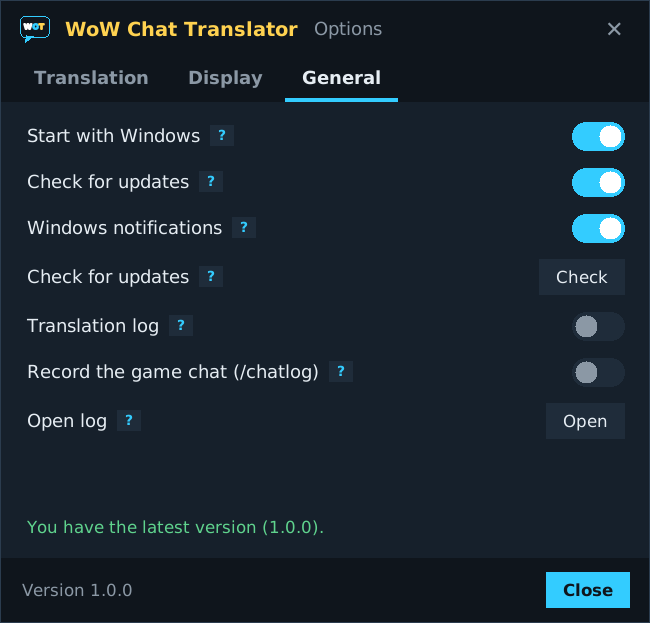 WoT
WoW Chat Translator Options ✕
Translation Display General
Start with Windows ?
Check for updates ?
Windows notifications ?
Check for updates ? Check
Translation log ?
Record the game chat (/chatlog) ?
Open log ? Open
You have the latest version (1.0.0).
Version 1.0.0 Close